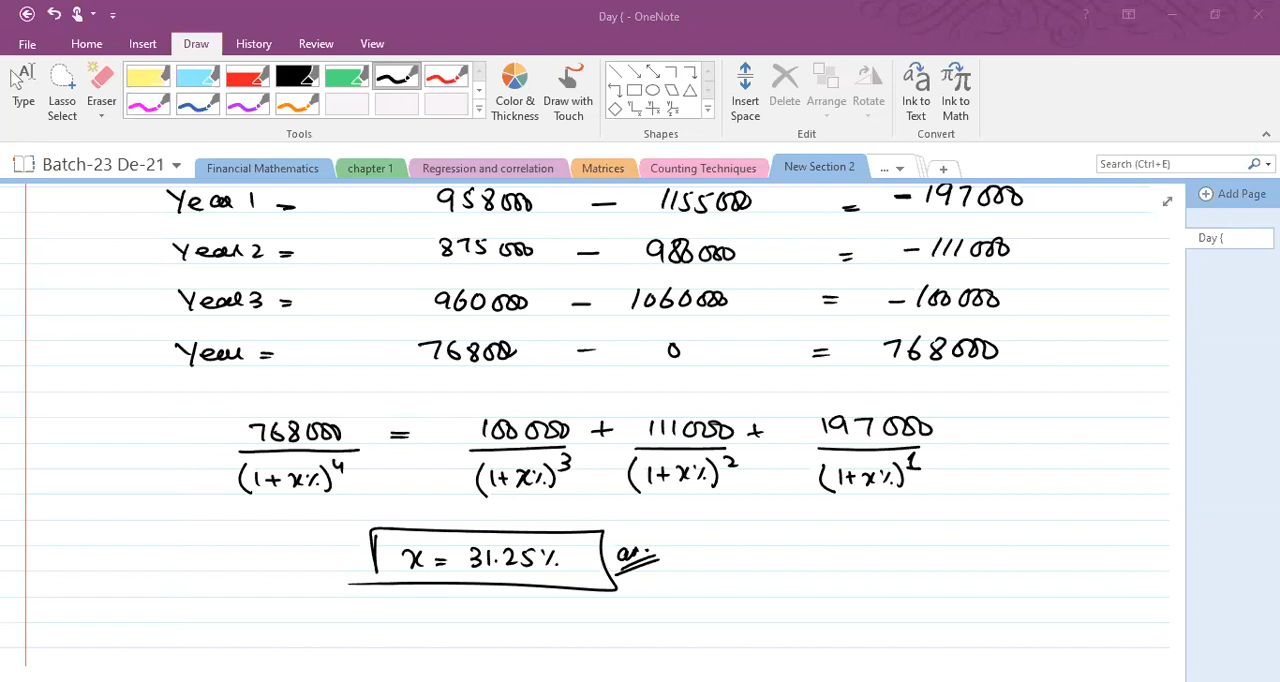 Day { - OneNote
File Home Insert Draw History Review View
Type Lasso Select Eraser Color & Thickness Draw with Touch Insert Space Delete Arrange Rotate Ink to Text Ink to Math
Tools Shapes Edit Convert
Batch-23 De-21 Financial Mathematics chapter 1 Regression and correlation Matrices Counting Techniques New Section 2 ... Search (Ctrl+E)
Add Page
Day {
Year 1 = 958000 - 1155000 = -197000
Year 2 = 875000 - 986000 = -111000
Year 3 = 960000 - 1060000 = -100000
Year = 768000 - 0 = 768000
768000/(1+x%)^4 = 100000/(1+x%)^3 + 111000/(1+x%)^2 + 197000/(1+x%)^1
x = 31.25% ans.